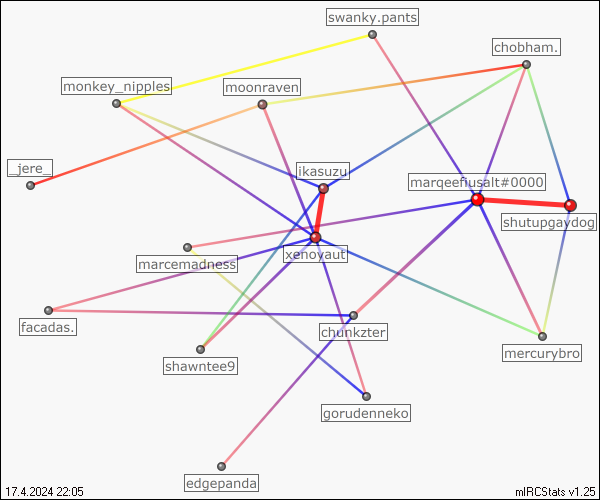 swanky.pants
chobham.
monkey_nipples
moonraven
_jere_
ikasuzu
marqeeflusalt#0000
shutupgaydog
xenoyaut
marcemadness
facadas.
chunkzter
mercurybro
shawntee9
gorudenneko
edgepanda
17.4.2024 22:05
mIRCStats v1.25